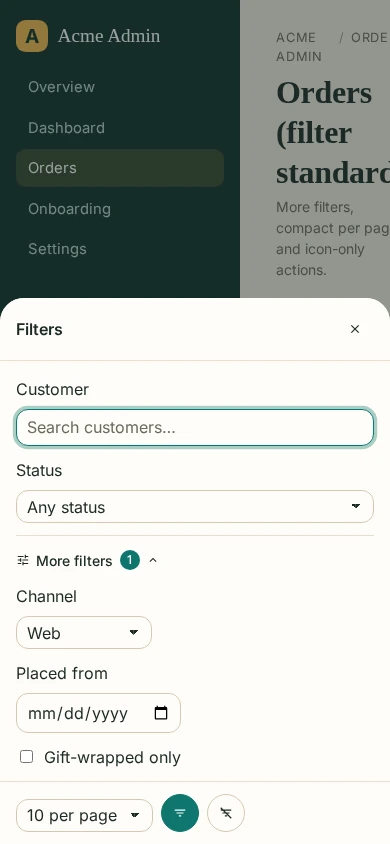 A Acme Admin
Overview
Dashboard
Orders
Onboarding
Settings
ACME / ORDE
ADMIN
Orders
(filter
standard
More filters,
compact per pag
and icon-only
actions.
Filters
Customer
Search customers...
Status
Any status
More filters 1
Channel
Web
Placed from
mm/dd/yyyy
Gift-wrapped only
10 per page